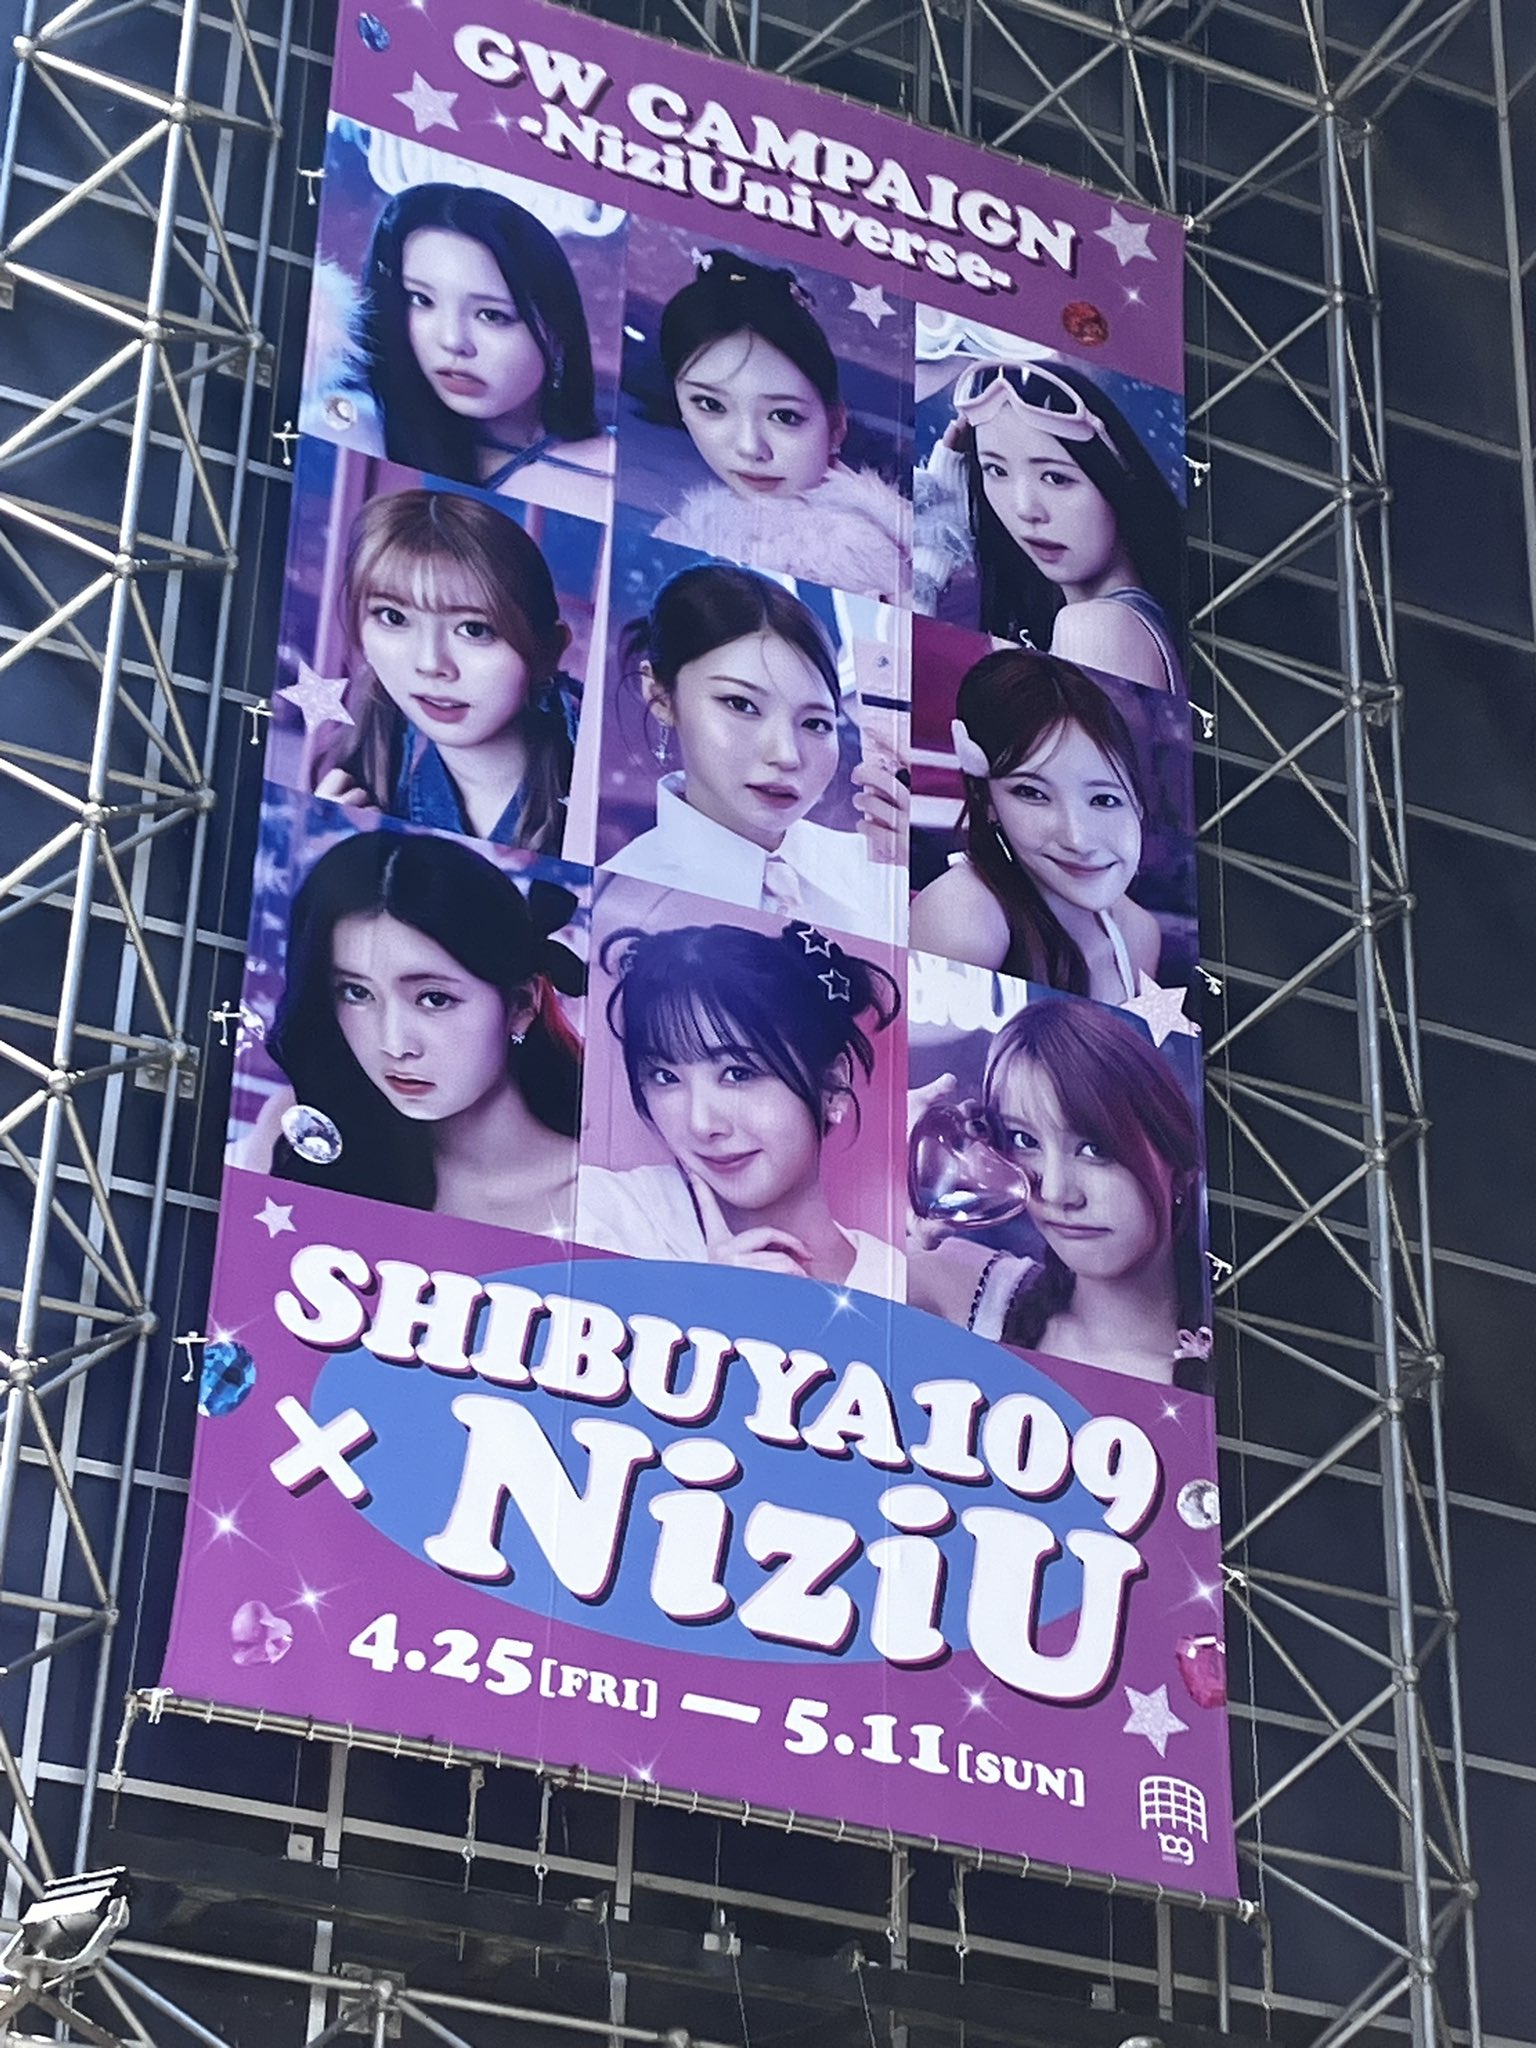 GW CAMPAIGN
-NiziUniverse-
SHIBUYA109
× NiziU
4.25[FRI] — 5.11[SUN]
109